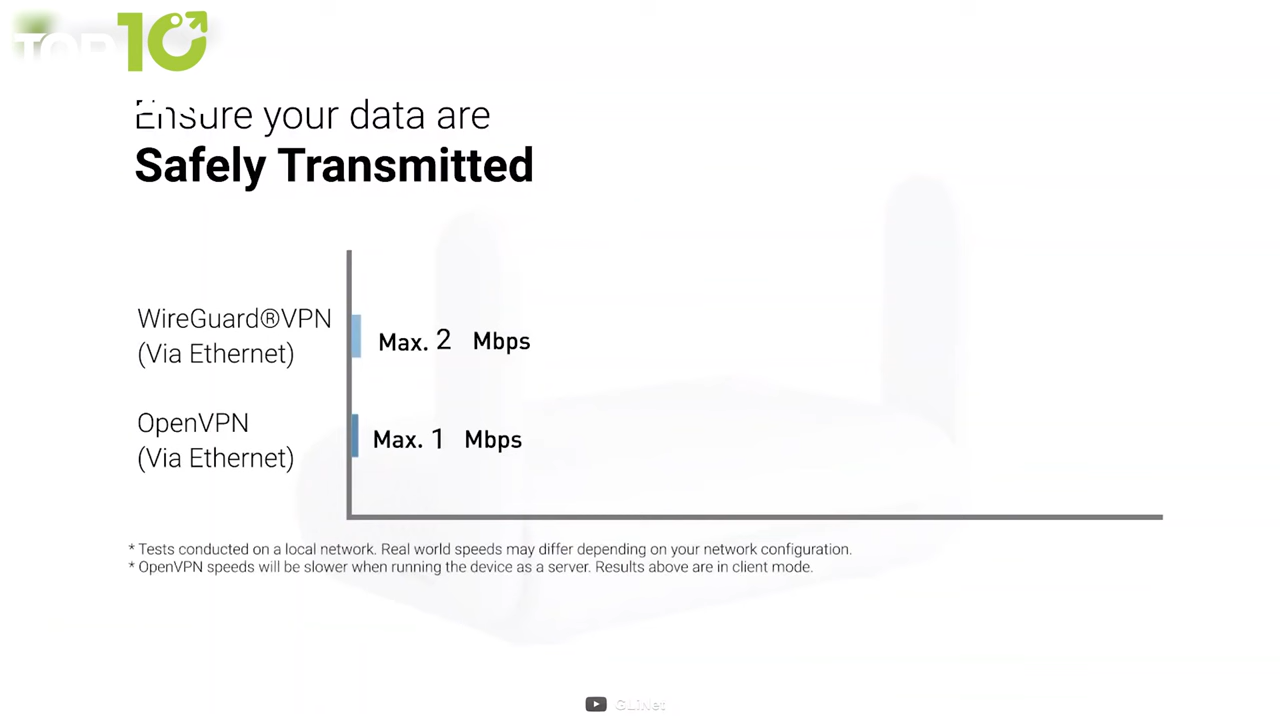 TOP10
Ensure your data are
Safely Transmitted
WireGuard®VPN
(Via Ethernet)
Max. 2 Mbps
OpenVPN
(Via Ethernet)
Max. 1 Mbps
* Tests conducted on a local network. Real world speeds may differ depending on your network configuration.
* OpenVPN speeds will be slower when running the device as a server. Results above are in client mode.
GLiNet